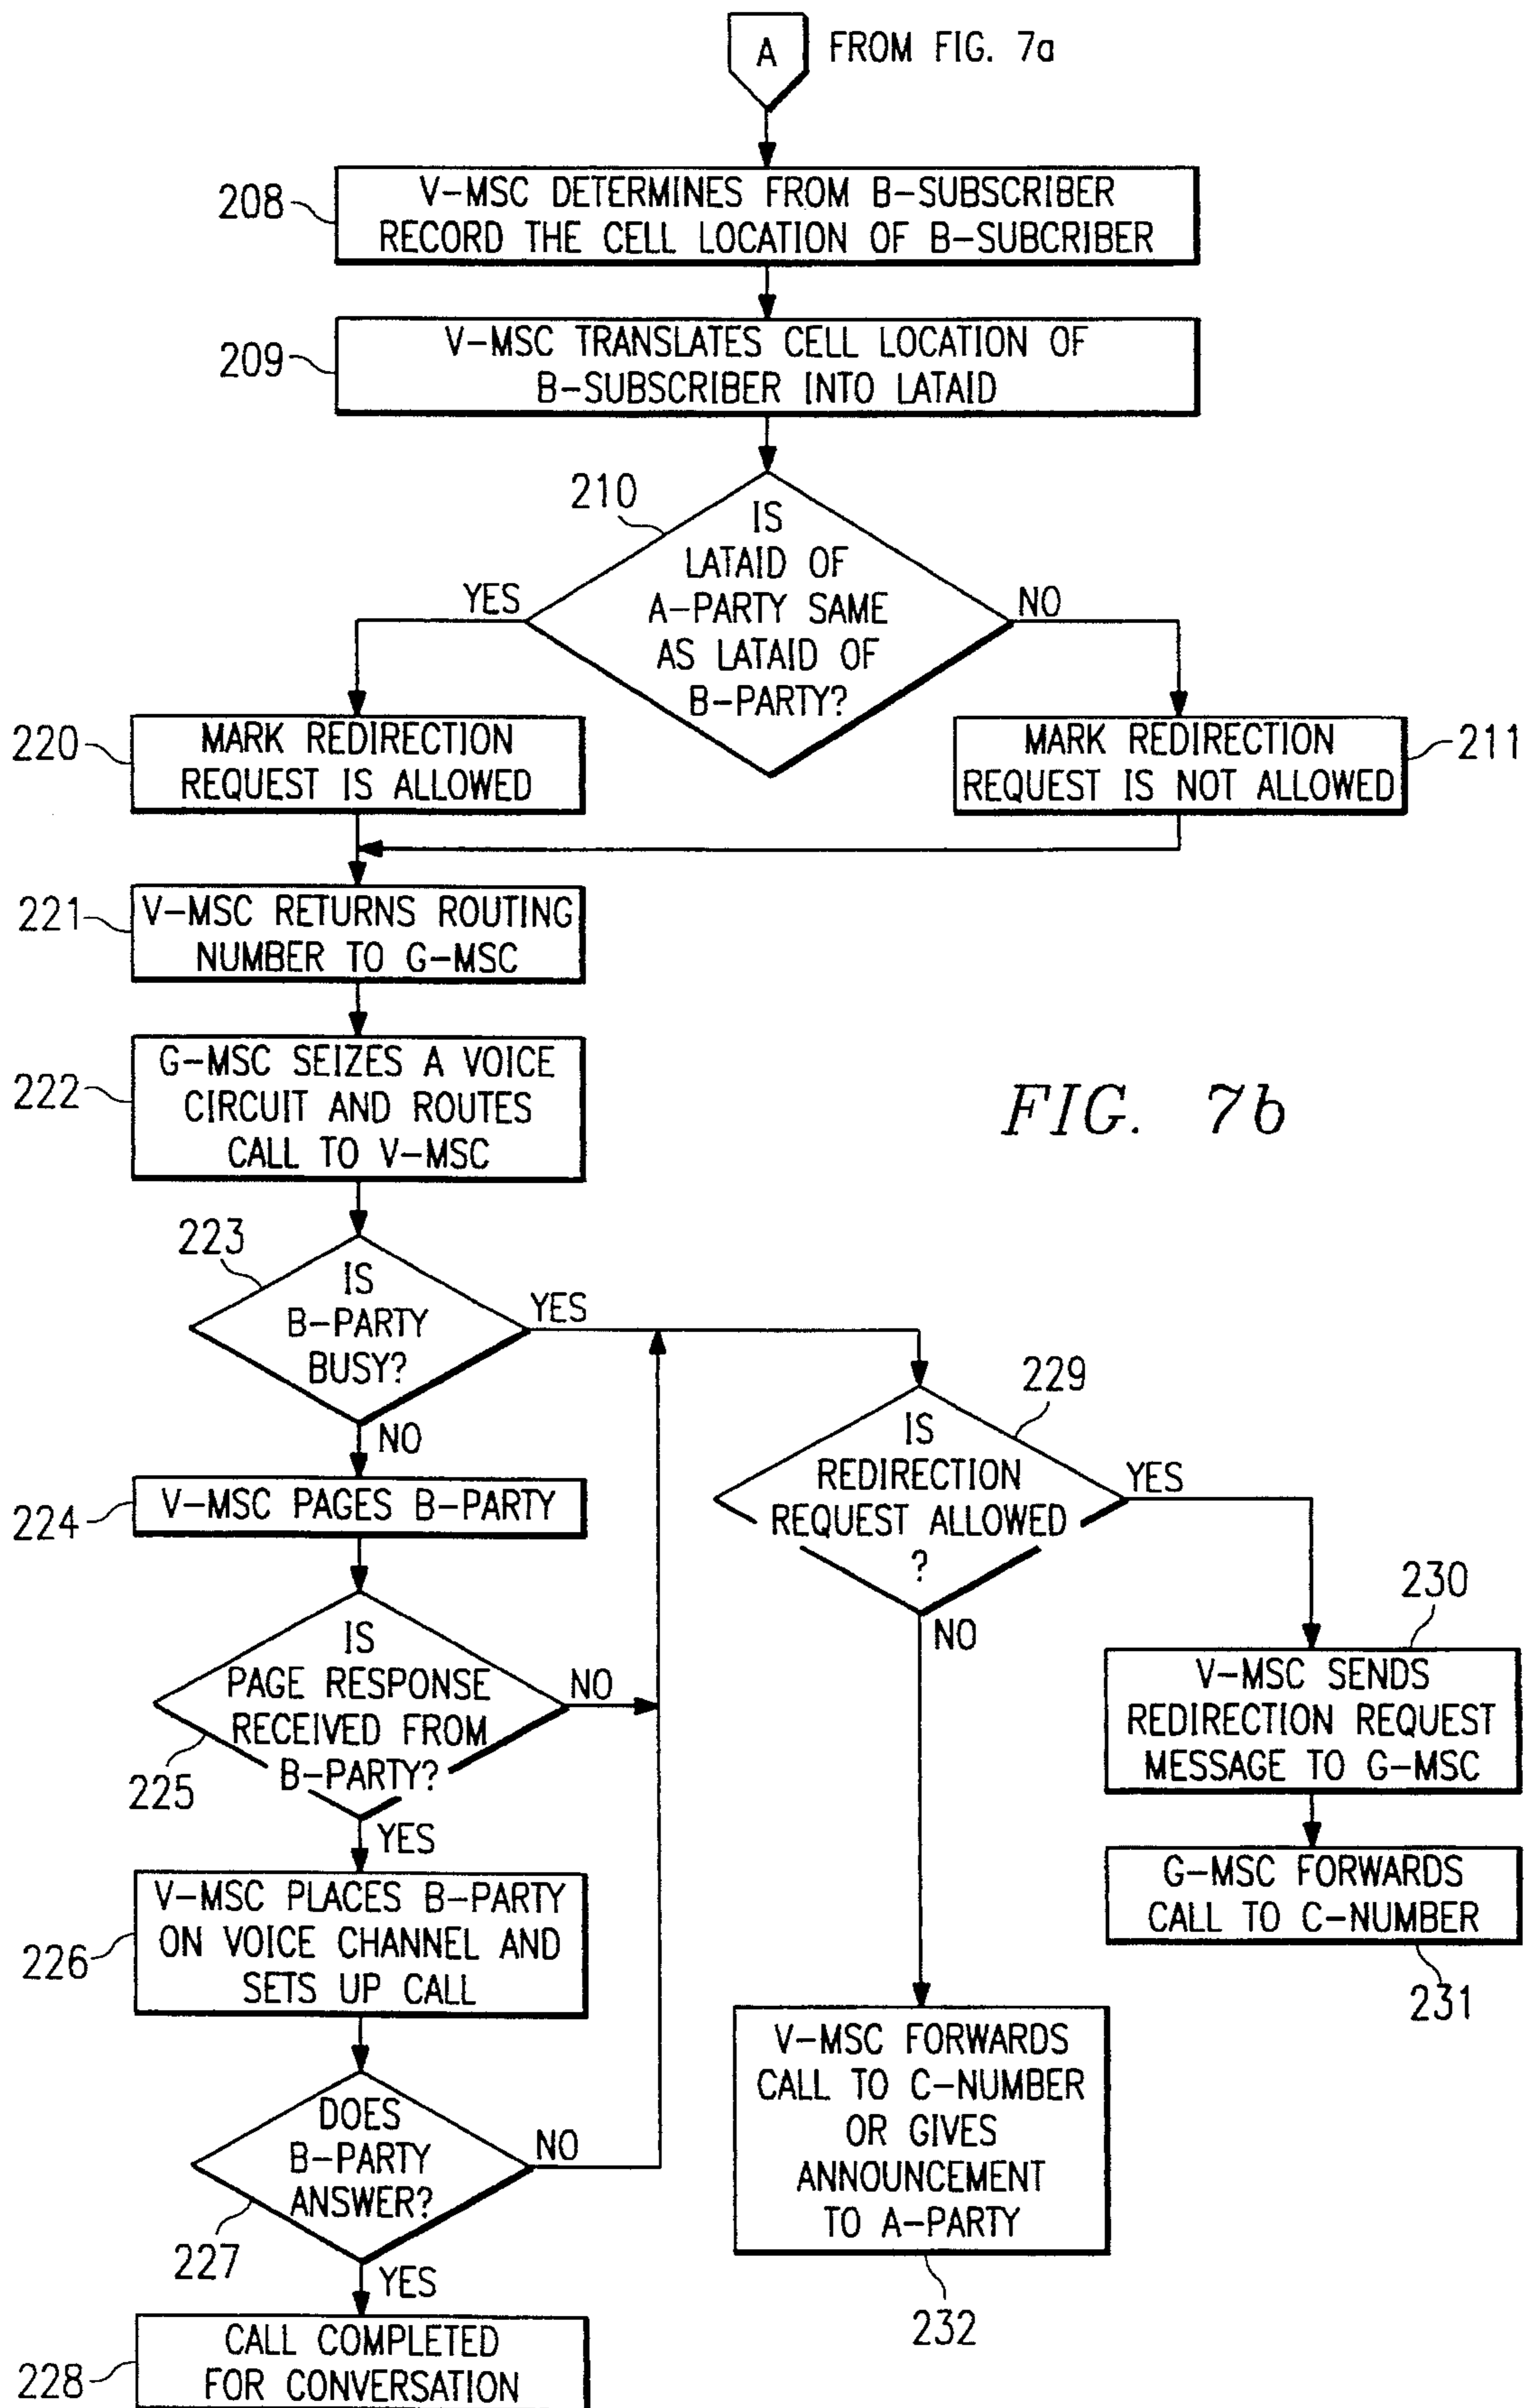 A
FROM FIG. 7a
208
V-MSC DETERMINES FROM B-SUBSCRIBER
RECORD THE CELL LOCATION OF B-SUBCRIBER
209
V-MSC TRANSLATES CELL LOCATION OF
B-SUBSCRIBER INTO LATAID
210
IS
LATAID OF
A-PARTY SAME
AS LATAID OF
B-PARTY?
YES
NO
220
MARK REDIRECTION
REQUEST IS ALLOWED
MARK REDIRECTION
REQUEST IS NOT ALLOWED
211
221
V-MSC RETURNS ROUTING
NUMBER TO G-MSC
222
G-MSC SEIZES A VOICE
CIRCUIT AND ROUTES
CALL TO V-MSC
FIG. 7b
223
IS
B-PARTY
BUSY?
YES
NO
224
V-MSC PAGES B-PARTY
225
IS
PAGE RESPONSE
RECEIVED FROM
B-PARTY?
NO
YES
226
V-MSC PLACES B-PARTY
ON VOICE CHANNEL AND
SETS UP CALL
227
DOES
B-PARTY
ANSWER?
NO
YES
228
CALL COMPLETED
FOR CONVERSATION
229
IS
REDIRECTION
REQUEST ALLOWED
?
YES
NO
230
V-MSC SENDS
REDIRECTION REQUEST
MESSAGE TO G-MSC
G-MSC FORWARDS
CALL TO C-NUMBER
231
V-MSC FORWARDS
CALL TO C-NUMBER
OR GIVES
ANNOUNCEMENT
TO A-PARTY
232